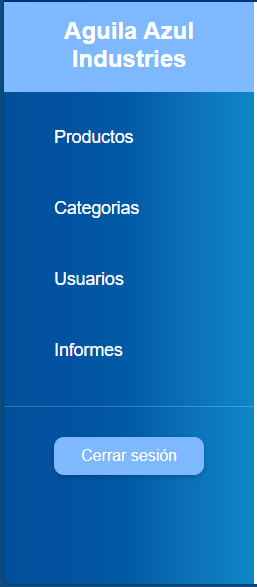 Aguila Azul
Industries
Productos
Categorias
Usuarios
Informes
Cerrar sesión